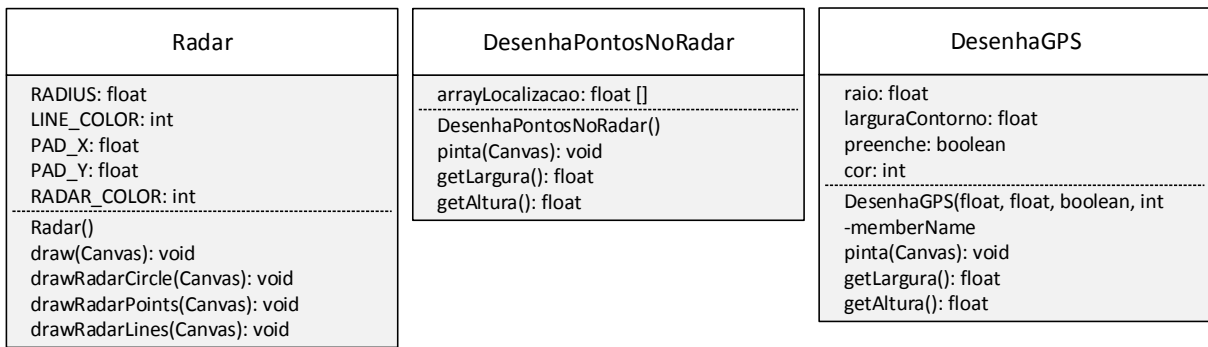 Radar
RADIUS: float
LINE_COLOR: int
PAD_X: float
PAD_Y: float
RADAR_COLOR: int
Radar()
draw(Canvas): void
drawRadarCircle(Canvas): void
drawRadarPoints(Canvas): void
drawRadarLines(Canvas): void
DesenhaPontosNoRadar
arrayLocalizacao: float []
DesenhaPontosNoRadar()
pinta(Canvas): void
getLargura(): float
getAltura(): float
DesenhaGPS
raio: float
larguraContorno: float
preenche: boolean
cor: int
DesenhaGPS(float, float, boolean, int
-memberName
pinta(Canvas): void
getLargura(): float
getAltura(): float